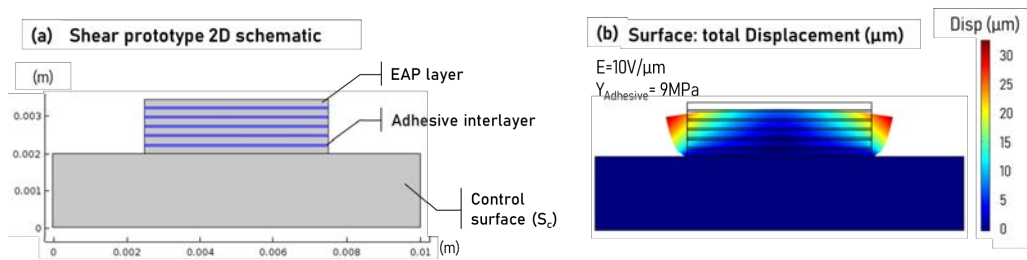 (a) Shear prototype 2D schematic
(m)
EAP layer
0.003
Adhesive interlayer
0.002
0.001
Control
surface (Sc)
0
0 0.002 0.004 0.006 0.008 0.01 (m)
(b) Surface: total Displacement (µm)
Disp (µm)
E=10V/µm
YAdhesive= 9MPa
30
25
20
15
10
5
0